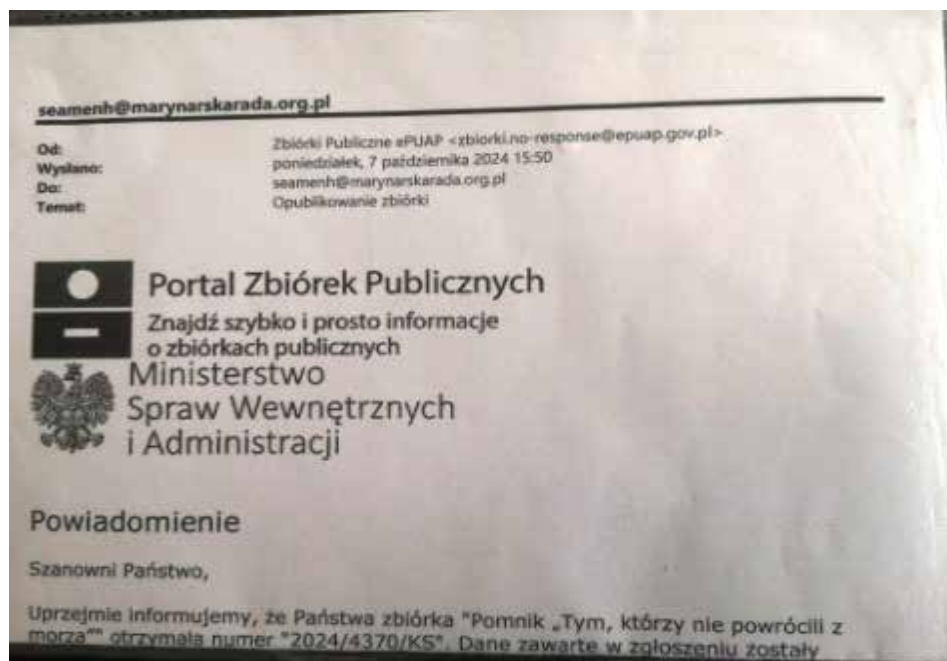 seamenh@marynarskarada.org.pl
Od: Zbiórki Publiczne ePUAP <zbiorki.no-response@epuap.gov.pl>
Wysłano: poniedziałek, 7 października 2024 15:50
Do: seamenh@marynarskarada.org.pl
Temat: Opublikowanie zbiórki
Portal Zbiórek Publicznych
Znajdź szybko i prosto informacje
o zbiórkach publicznych
Ministerstwo
Spraw Wewnętrznych
i Administracji
Powiadomienie
Szanowni Państwo,
Uprzejmie informujemy, że Państwa zbiórka "Pomnik „Tym, którzy nie powrócili z
morza"" otrzymała numer "2024/4370/KS". Dane zawarte w zgłoszeniu zostały